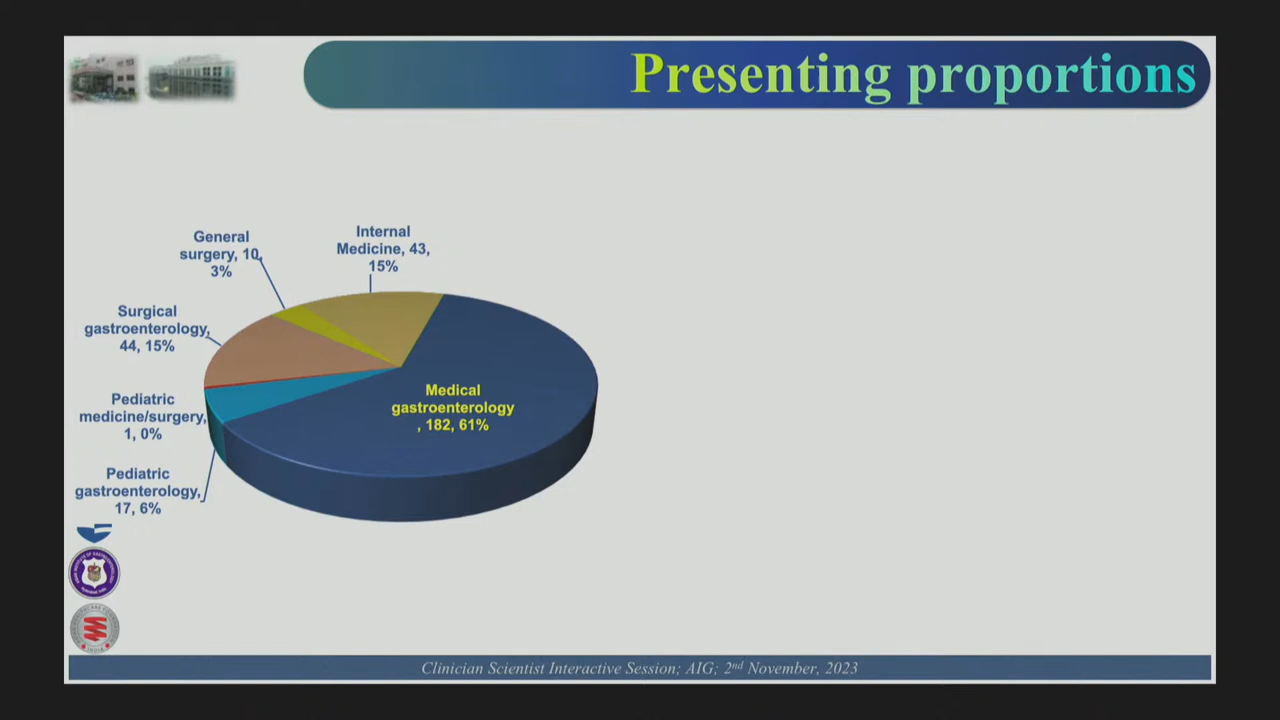 Presenting proportions
General
surgery, 10,
3%
Internal
Medicine, 43,
15%
Surgical
gastroenterology,
44, 15%
Pediatric
medicine/surgery,
1, 0%
Pediatric
gastroenterology,
17, 6%
Medical
gastroenterology
, 182, 61%
INDIA
Clinician Scientist Interactive Session; AIG; 2nd November, 2023